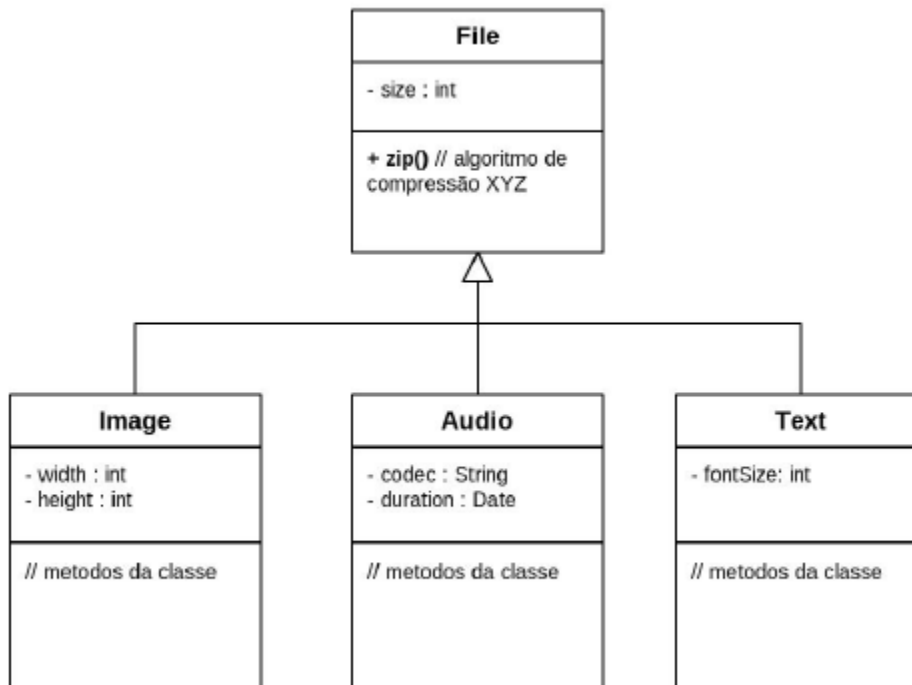 File
- size : int
+ zip() // algoritmo de
compressão XYZ
Image
- width : int
- height : int
// metodos da classe
Audio
- codec : String
- duration : Date
// metodos da classe
Text
- fontSize: int
// metodos da classe